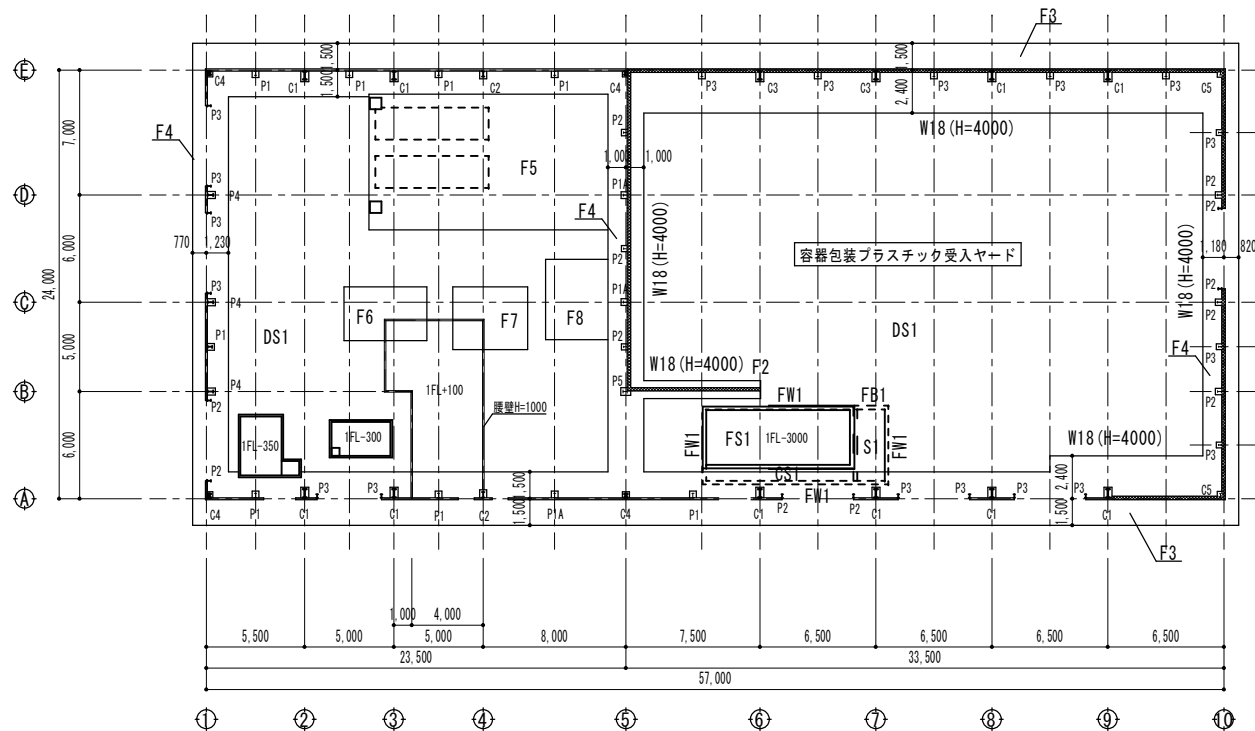 F3
1,500
1,500
1,500
2,400
E
C4
P1
C1
P1
C1
P1
C2
P1
C4
P3
C3
P3
C3
P3
C1
P3
C1
P3
C5
P3
F4
7,000
P2
W18(H=4000)
P3
F5
1,000
1,000
P3
P1A
P2
D
P4
P3
F4
P2
770
1,230
6,000
24,000
P2
W18(H=4000)
容器包装プラスチック受入ヤード
W18(H=4000)
1,180
820
P3
P1A
P2
C
P4
P2
F6
F7
F8
DS1
DS1
P1
5,000
P2
P3
W18(H=4000)
F2
F4
B
P4
1FL+100
P5
P2
P2
腰壁H=1000
FW1
FB1
6,000
1FL-350
1FL-300
FW1
FS1
1FL-3000
S1
FW1
W18(H=4000)
P3
P2
CS1
1,500
2,400
A
P3
P3
FW1
P3
P3
P3
P3
C5
C4
P1
C1
C1
P1
C2
P1A
C4
P1
C1
P2
P2
C1
C1
C1
1,500
1,500
F3
1,000
4,000
5,500
5,000
5,000
8,000
7,500
6,500
6,500
6,500
6,500
23,500
33,500
57,000
1
2
3
4
5
6
7
8
9
10